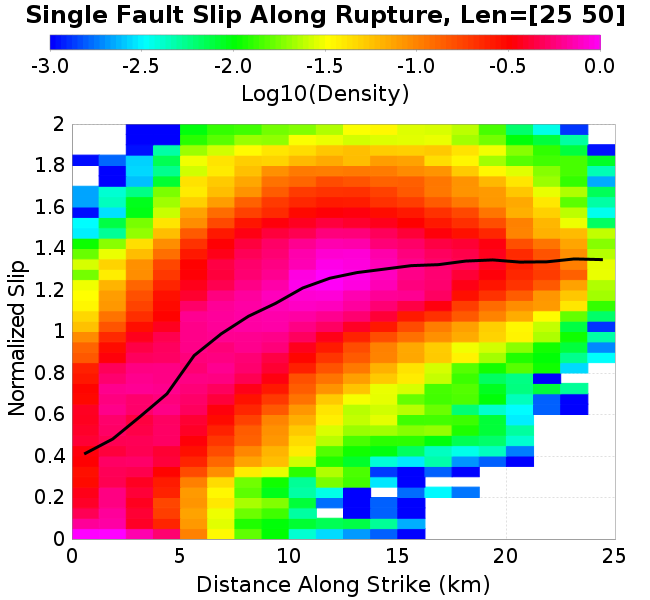 Single Fault Slip Along Rupture, Len=[25 50]
-3.0 -2.5 -2.0 -1.5 -1.0 -0.5 0.0
Log10(Density)
2
1.8
1.6
1.4
1.2
1
0.8
0.6
0.4
0.2
0
Normalized Slip
0 5 10 15 20 25
Distance Along Strike (km)